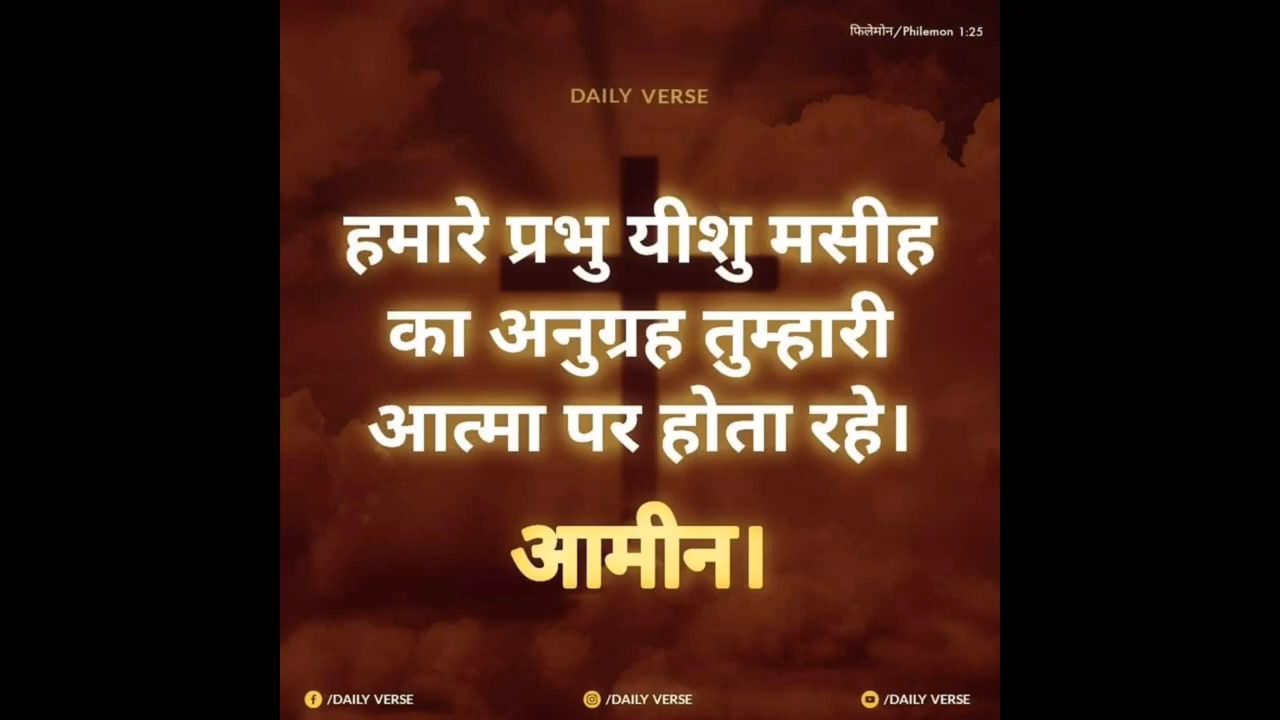 फिलेमोन/Philemon 1:25
DAILY VERSE
हमारे प्रभु यीशु मसीह
का अनुग्रह तुम्हारी
आत्मा पर होता रहे।
आमीन।
/DAILY VERSE /DAILY VERSE /DAILY VERSE